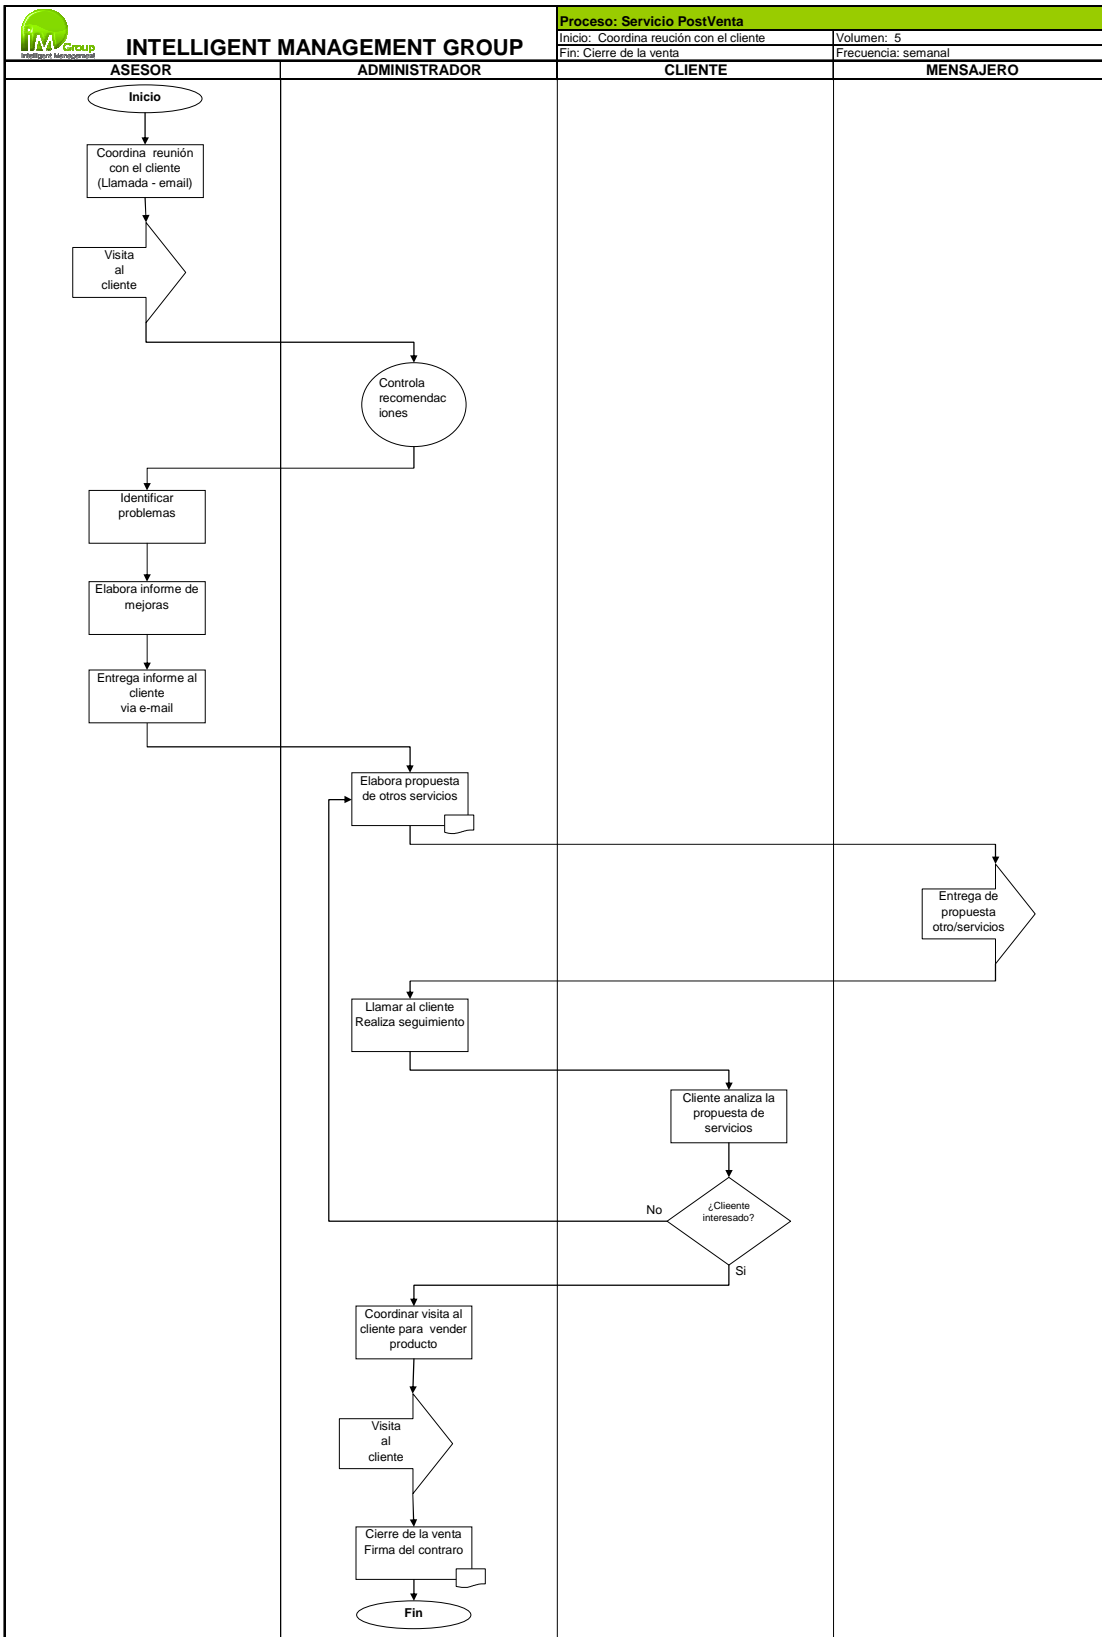 iM Group
Intelligent Management
INTELLIGENT MANAGEMENT GROUP
Proceso: Servicio PostVenta
Inicio:  Coordina reución con el cliente
Volumen:  5
Fin: Cierre de la venta
Frecuencia: semanal
ASESOR
ADMINISTRADOR
CLIENTE
MENSAJERO
Inicio
Coordina  reunión
con el cliente
(Llamada - email)
Visita
al
cliente
Controla
recomendac
iones
Identificar
problemas
Elabora informe de
mejoras
Entrega informe al
cliente
via e-mail
Elabora propuesta
de otros servicios
Entrega de
propuesta
otro/servicios
Llamar al cliente
Realiza seguimiento
Cliente analiza la
propuesta de
servicios
¿Clieente
interesado?
No
Si
Coordinar visita al
cliente para  vender
producto
Visita
al
cliente
Cierre de la venta
Firma del contraro
Fin